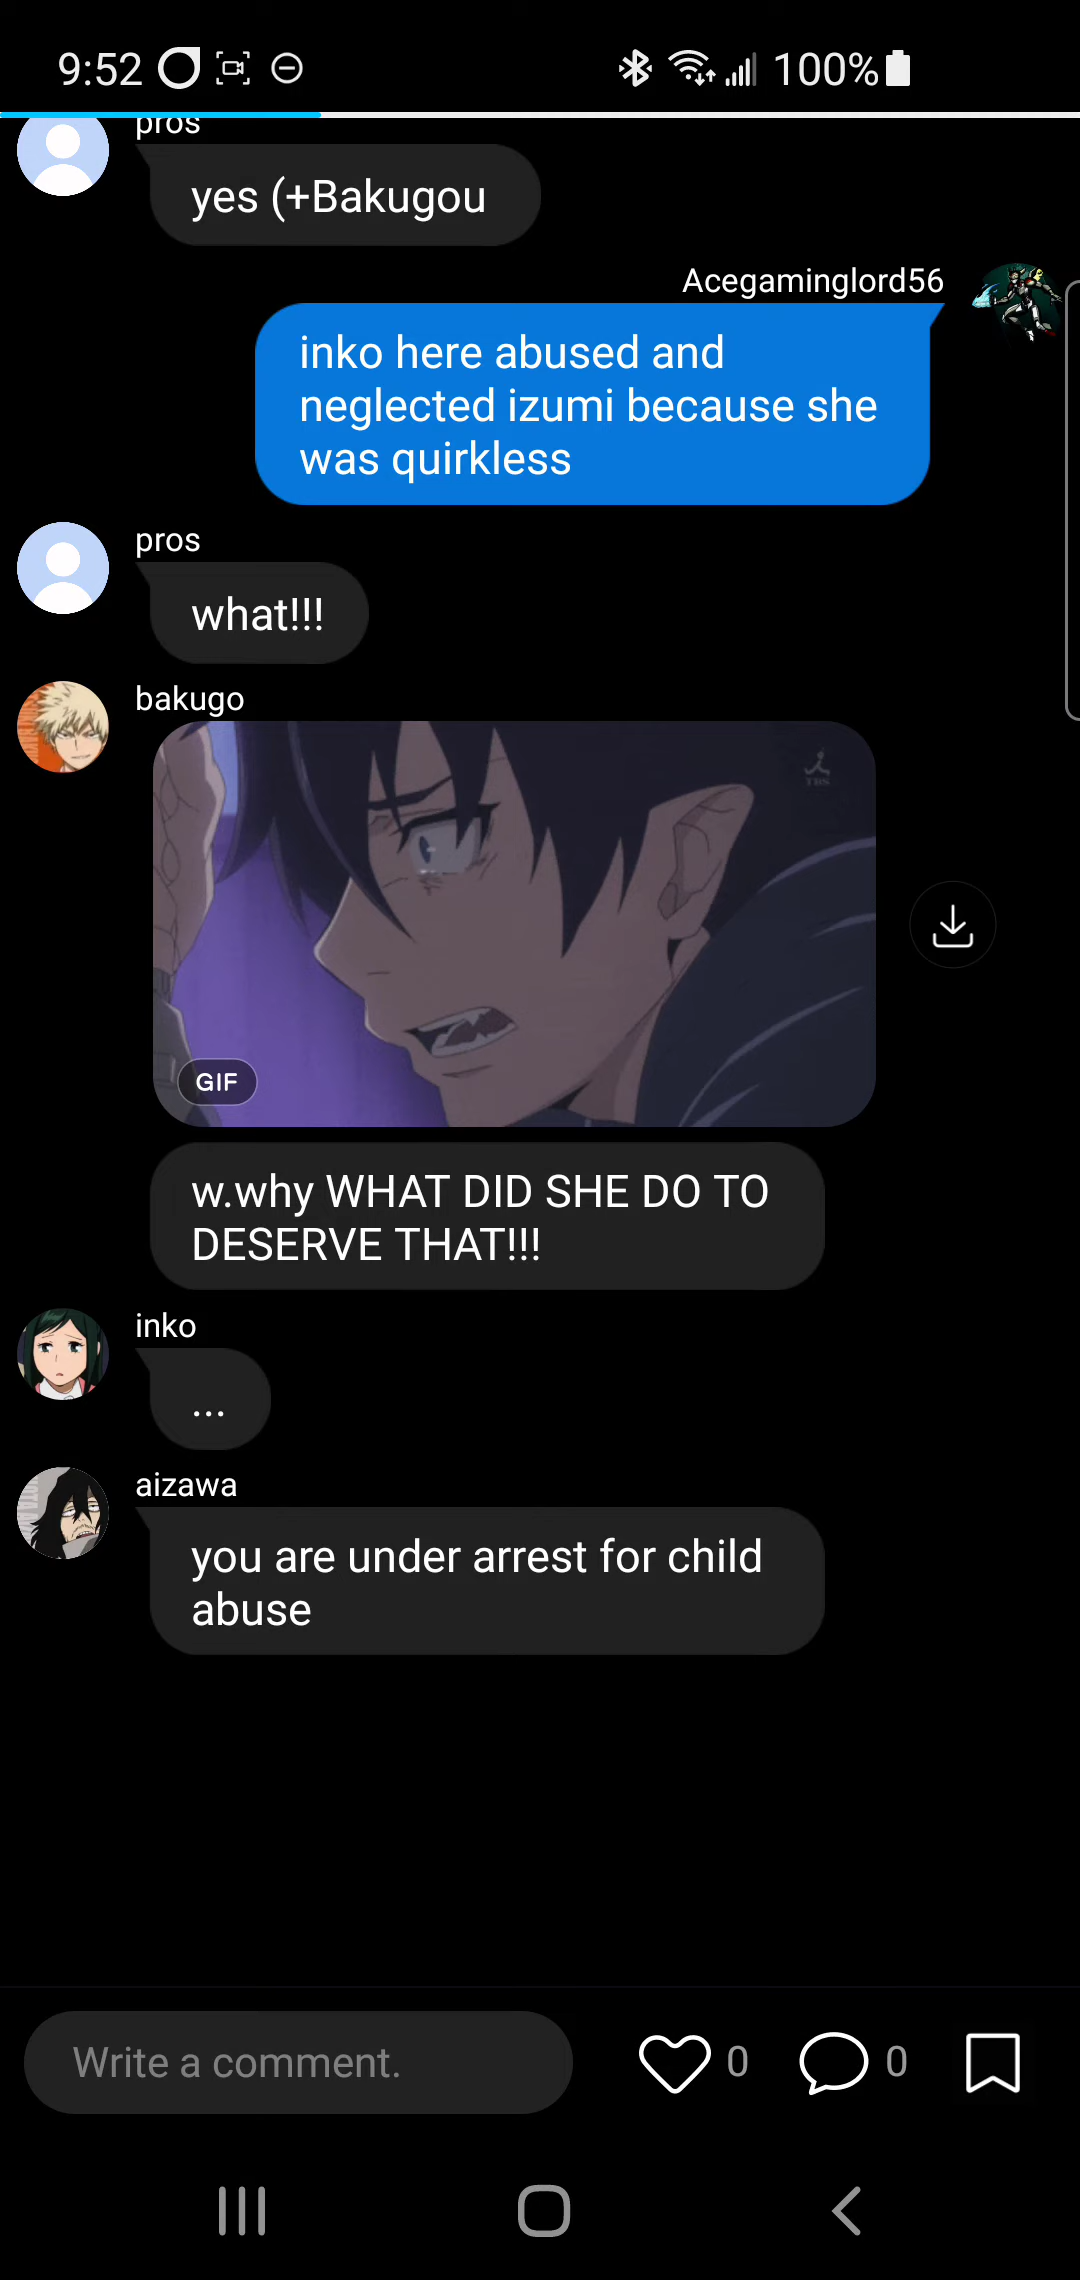 9:52 100%
pros
yes (+Bakugou
Acegaminglord56
inko here abused and
neglected izumi because she
was quirkless
pros
what!!!
bakugo
TBS
GIF
w.why WHAT DID SHE DO TO
DESERVE THAT!!!
inko
...
aizawa
you are under arrest for child
abuse
Write a comment.
0
0